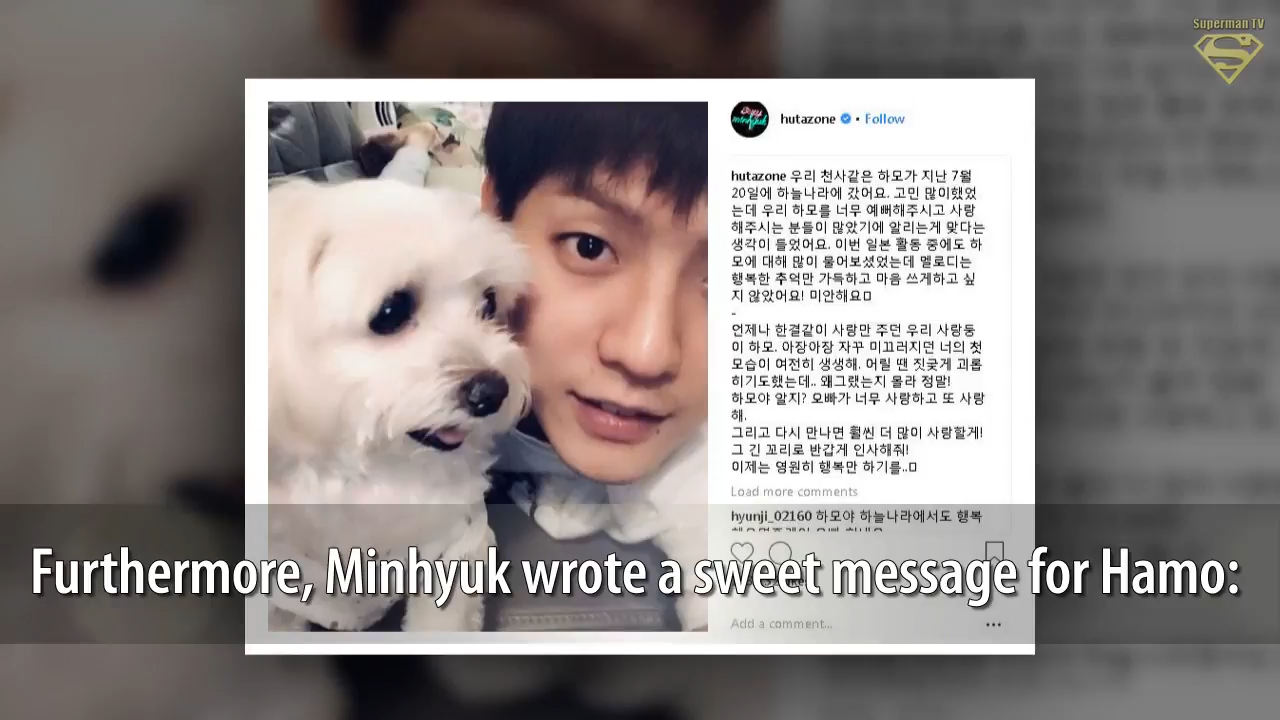 Superman TV
hutazone • Follow
hutazone 우리 천사같은 하모가 지난 7월
20일에 하늘나라에 갔어요. 고민 많이했었
는데 우리 하모를 너무 예뻐해주시고 사랑
해주시는 분들이 많았기에 알리는게 맞다는
생각이 들었어요. 이번 일본 활동 중에도 하
모에 대해 많이 물어보셨었는데 멜로디는
행복한 추억만 가득하고 마음 쓰게하고 싶
지 않았어요! 미안해요
-
언제나 한결같이 사랑만 주던 우리 사랑둥
이 하모. 아장아장 자꾸 미끄러지던 너의 첫
모습이 여전히 생생해. 어릴 땐 짓궂게 괴롭
히기도했는데.. 왜그랬는지 몰라 정말!
하모야 알지? 오빠가 너무 사랑하고 또 사랑
해.
그리고 다시 만나면 훨씬 더 많이 사랑할게!
그 긴 꼬리로 반갑게 인사해줘!
이제는 영원히 행복만 하기를..
Load more comments
hyunji_02160 하모야 하늘나라에서도 행복
Furthermore, Minhyuk wrote a sweet message for Hamo:
Add a comment...